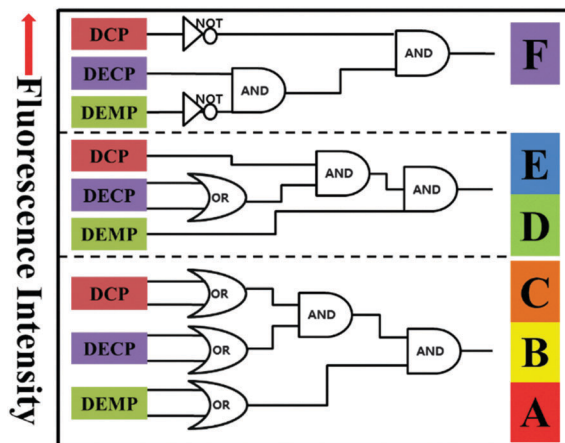 Fluorescence Intensity
DCP
NOT
AND
DECP
AND
DEMP
NOT
F
DCP
AND
DECP
OR
AND
DEMP
E
D
DCP
OR
AND
DECP
OR
AND
DEMP
OR
C
B
A